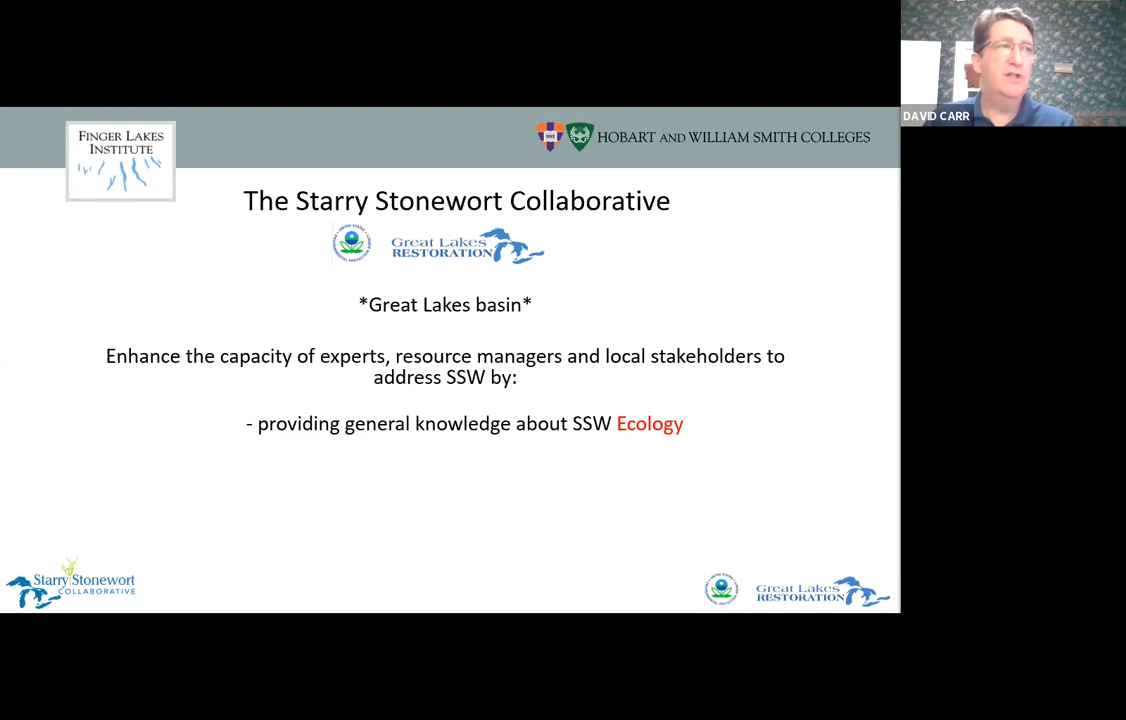 DAVID CARR
FINGER LAKES
INSTITUTE
HOBART AND WILLIAM SMITH COLLEGES
The Starry Stonewort Collaborative
Great Lakes
RESTORATION
*Great Lakes basin*
Enhance the capacity of experts, resource managers and local stakeholders to
address SSW by:
- providing general knowledge about SSW Ecology
Starry Stonewort
COLLABORATIVE
Great Lakes
RESTORATION